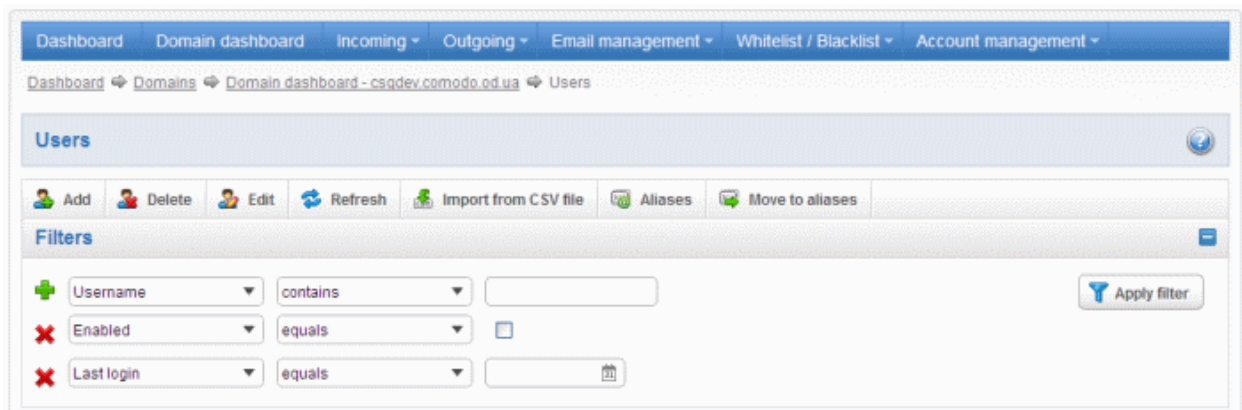 Dashboard Domain dashboard Incoming Outgoing Email management Whitelist / Blacklist Account management
Dashboard Domains Domain dashboard - csgdev.comodo.od.ua Users
Users
Add Delete Edit Refresh Import from CSV file Aliases Move to aliases
Filters
Username contains Apply filter
Enabled equals
Last login equals 31